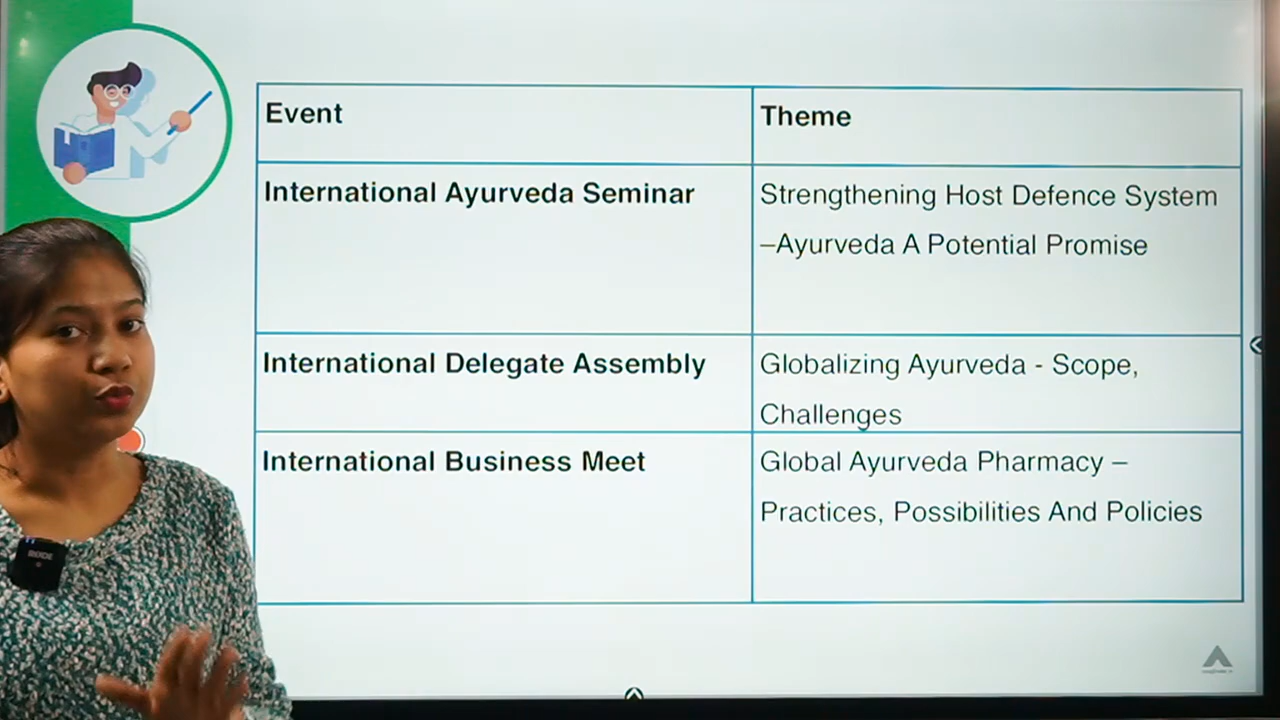 Event
Theme
International Ayurveda Seminar
Strengthening Host Defence System
–Ayurveda A Potential Promise
International Delegate Assembly
Globalizing Ayurveda - Scope,
Challenges
International Business Meet
Global Ayurveda Pharmacy –
Practices, Possibilities And Policies
RØDE